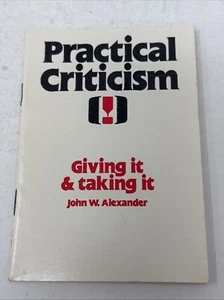 Practical
Criticism
Giving it
& taking it
John W. Alexander